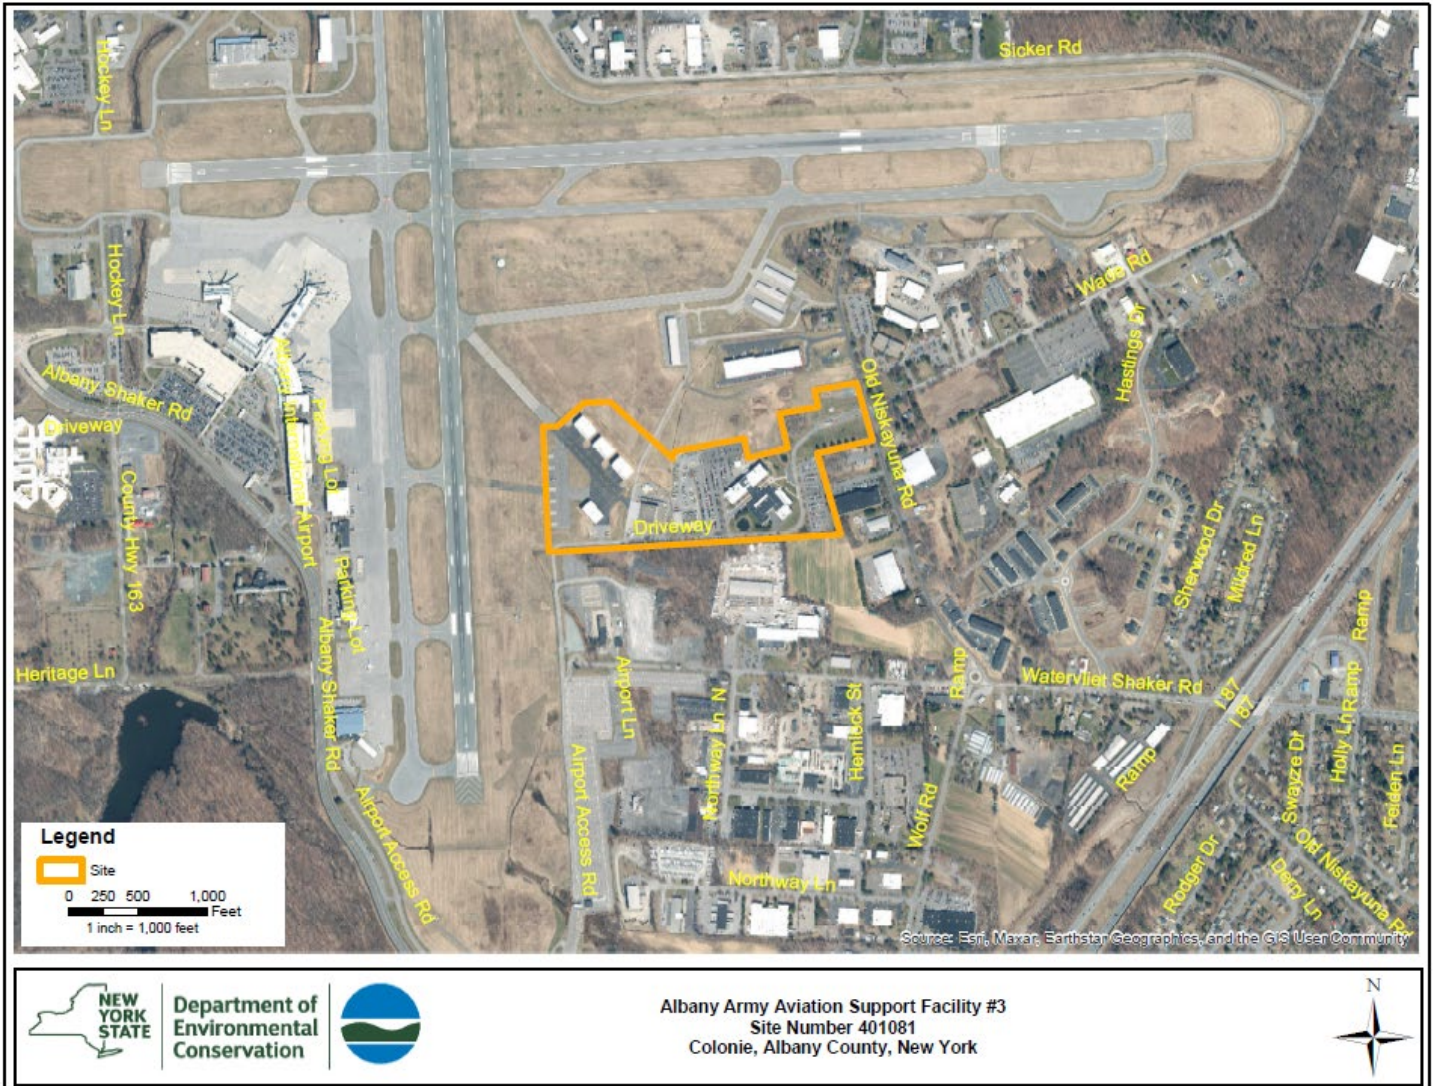 Sicker Rd
Hockey Ln
Hockey Ln
Wade Rd
Hastings Dr
Albany Shaker Rd
Driveway
Albany International Airport
Parking Lot
Old Niskayuna Rd
County Hwy 163
Driveway
Sherwood Dr
Mildred Ln
Parking Lot
Albany Shaker Rd
Heritage Ln
Airport Ln
Northway Ln N
Hemlock St
Ramp
Watervliet Shaker Rd
I 87
I 87
Ramp
Ramp
Holly Ln
Swayze Dr
Felden Ln
Ramp
Airport Access Rd
Airport Access Rd
Wolf Rd
Northway Ln
Rodger Dr
Derry Ln
Old Niskayuna Rd
Legend
Site
0 250 500 1,000
Feet
1 inch = 1,000 feet
Source: Esri, Maxar, Earthstar Geographics, and the GIS User Community
NEW
YORK
STATE
Department of
Environmental
Conservation
Albany Army Aviation Support Facility #3
Site Number 401081
Colonie, Albany County, New York
N